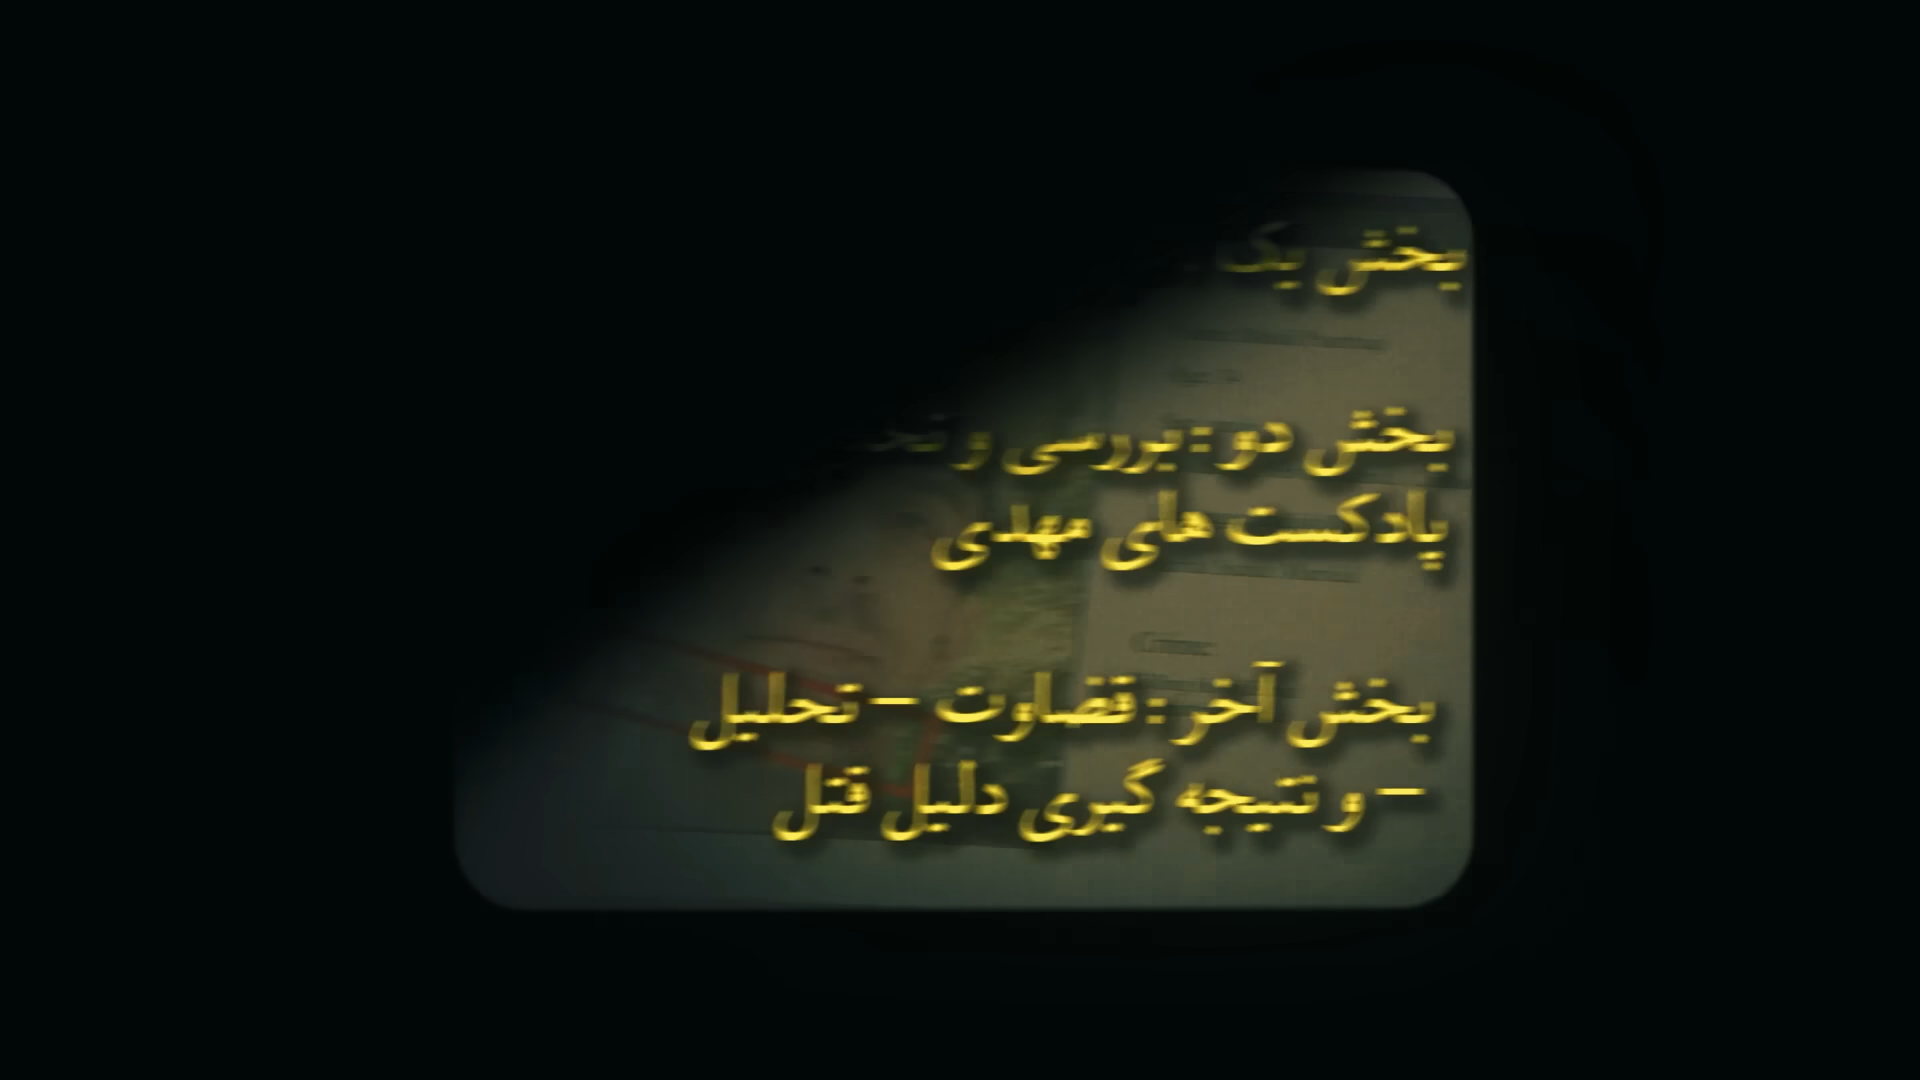 بخش یک
بخش دو : بررسی و
پادکست های مهدی
بخش آخر : قضاوت – تحلیل
– و نتیجه گیری دلیل قتل